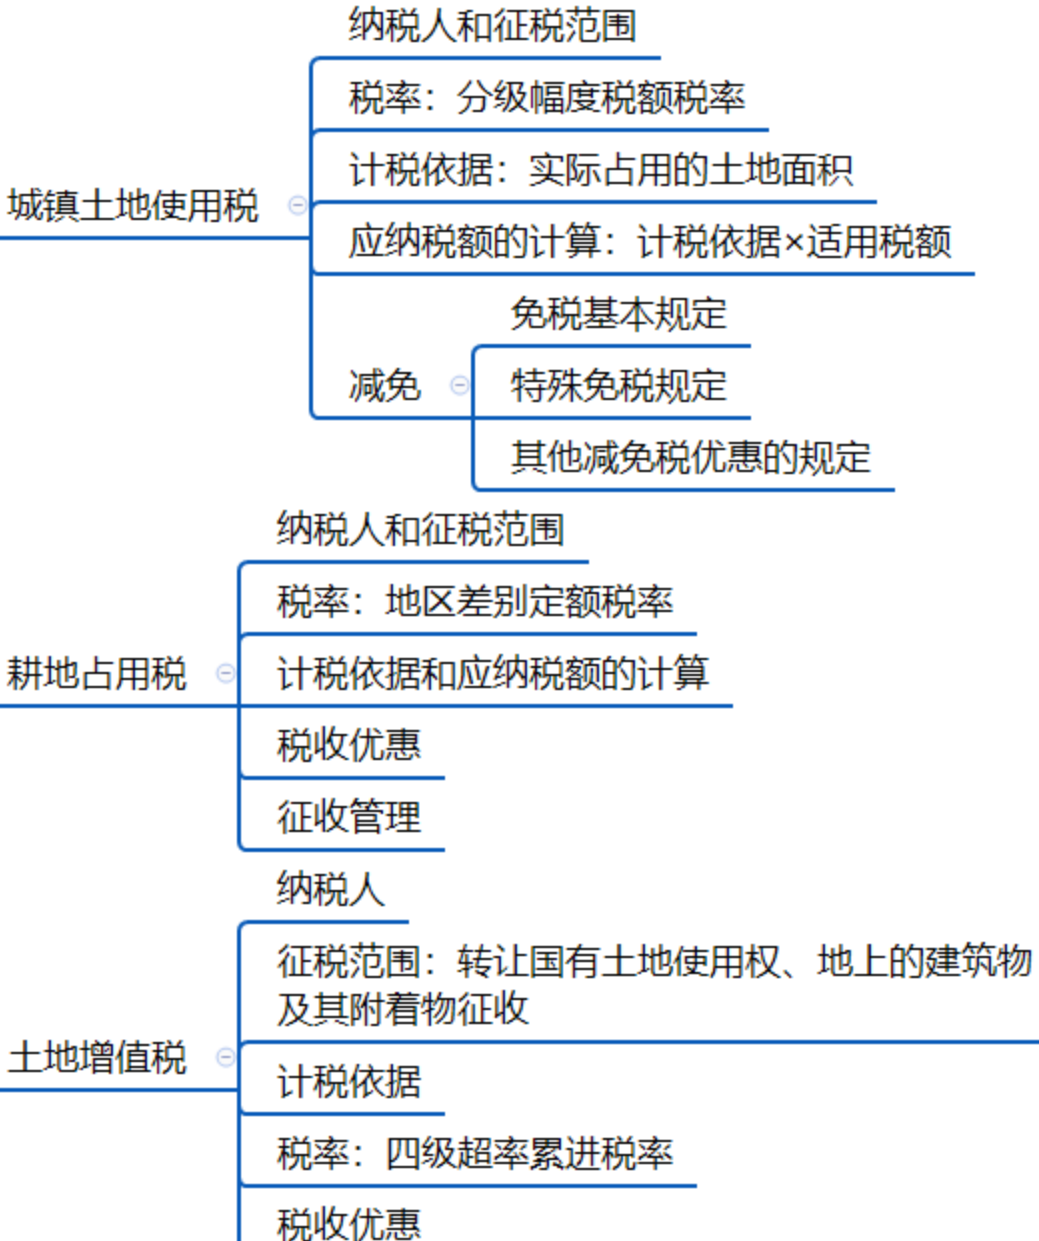 纳税人和征税范围
税率：分级幅度税额税率
计税依据：实际占用的土地面积
城镇土地使用税
应纳税额的计算：计税依据×适用税额
免税基本规定
减免
特殊免税规定
其他减免税优惠的规定
纳税人和征税范围
税率：地区差别定额税率
耕地占用税
计税依据和应纳税额的计算
税收优惠
征收管理
纳税人
征税范围：转让国有土地使用权、地上的建筑物
及其附着物征收
土地增值税
计税依据
税率：四级超率累进税率
税收优惠